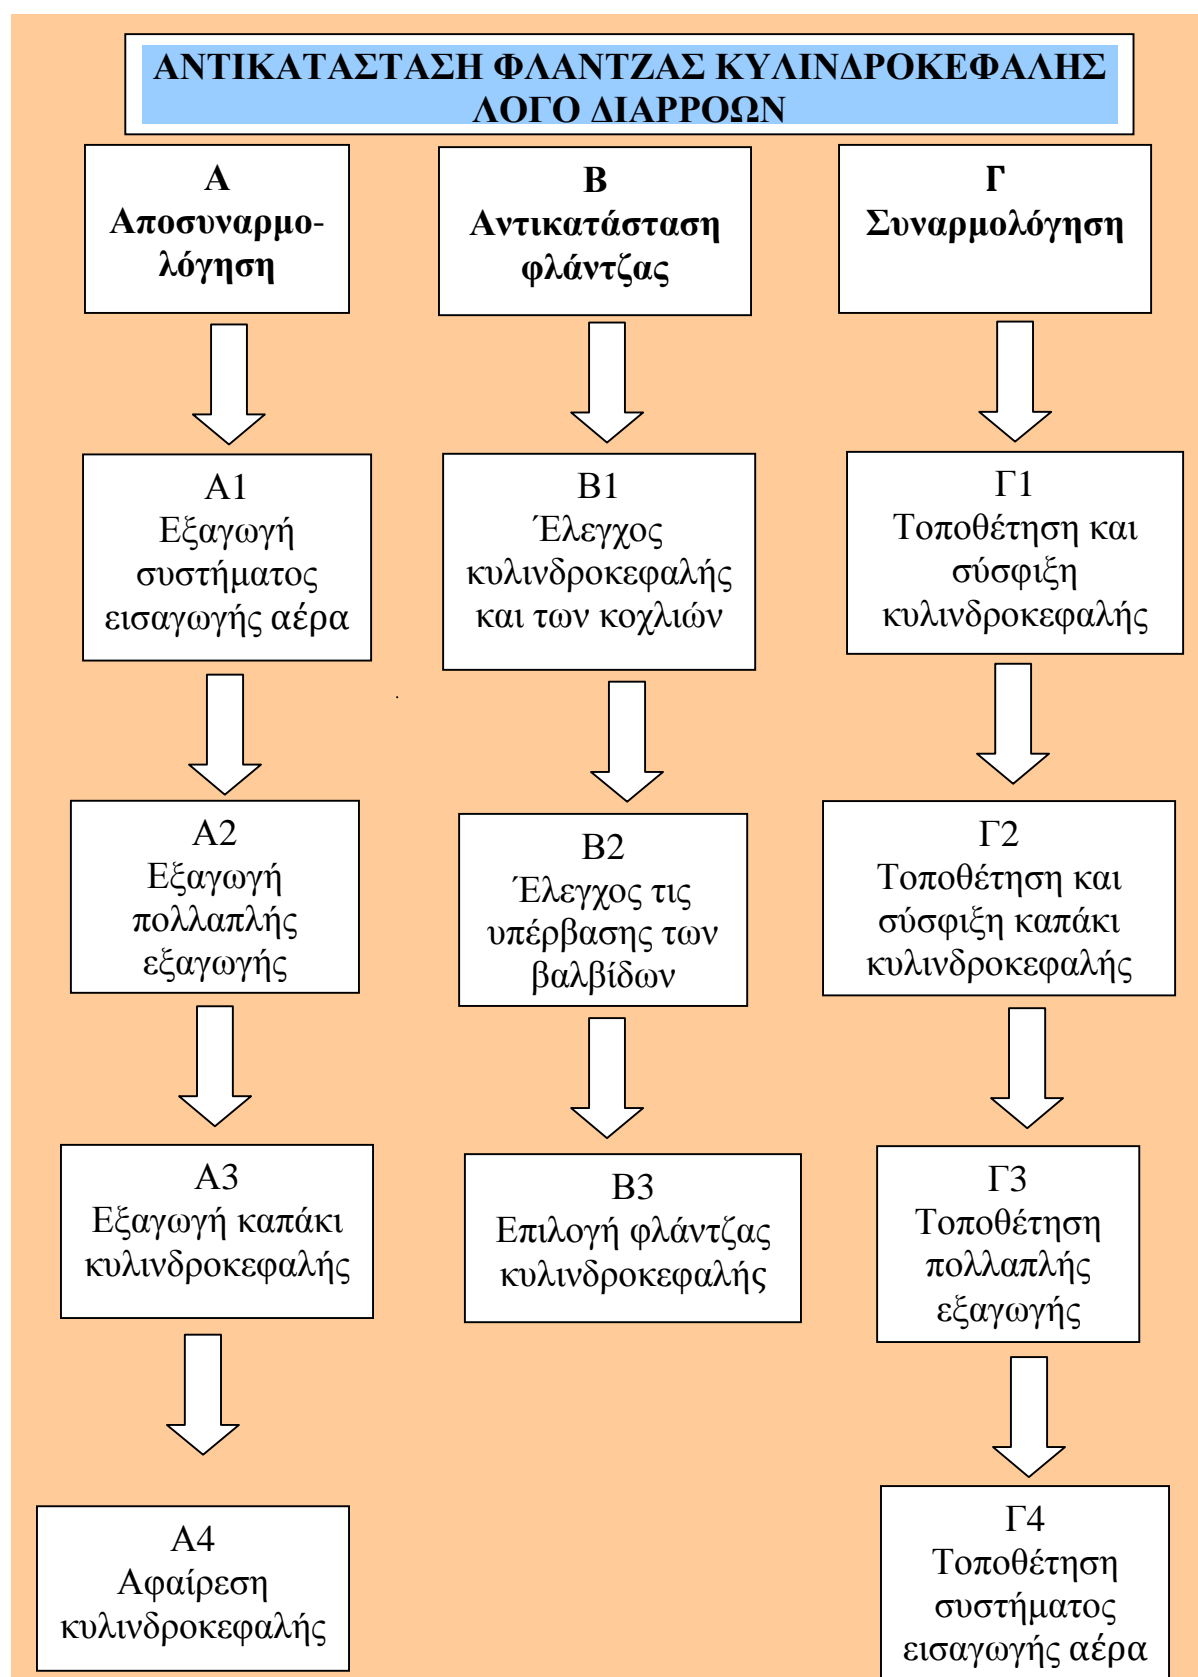 ΑΝΤΙΚΑΤΑΣΤΑΣΗ ΦΛΑΝΤΖΑΣ ΚΥΛΙΝΔΡΟΚΕΦΑΛΗΣ
ΛΟΓΟ ΔΙΑΡΡΟΩΝ
Α
Αποσυναρμο-
λόγηση
Α1
Εξαγωγή
συστήματος
εισαγωγής αέρα
Α2
Εξαγωγή
πολλαπλής
εξαγωγής
Α3
Εξαγωγή καπάκι
κυλινδροκεφαλής
Α4
Αφαίρεση
κυλινδροκεφαλής
Β
Αντικατάσταση
φλάντζας
Β1
Έλεγχος
κυλινδροκεφαλής
και των κοχλιών
Β2
Έλεγχος τις
υπέρβασης των
βαλβίδων
Β3
Επιλογή φλάντζας
κυλινδροκεφαλής
Γ
Συναρμολόγηση
Γ1
Τοποθέτηση και
σύσφιξη
κυλινδροκεφαλής
Γ2
Τοποθέτηση και
σύσφιξη καπάκι
κυλινδροκεφαλής
Γ3
Τοποθέτηση
πολλαπλής
εξαγωγής
Γ4
Τοποθέτηση
συστήματος
εισαγωγής αέρα